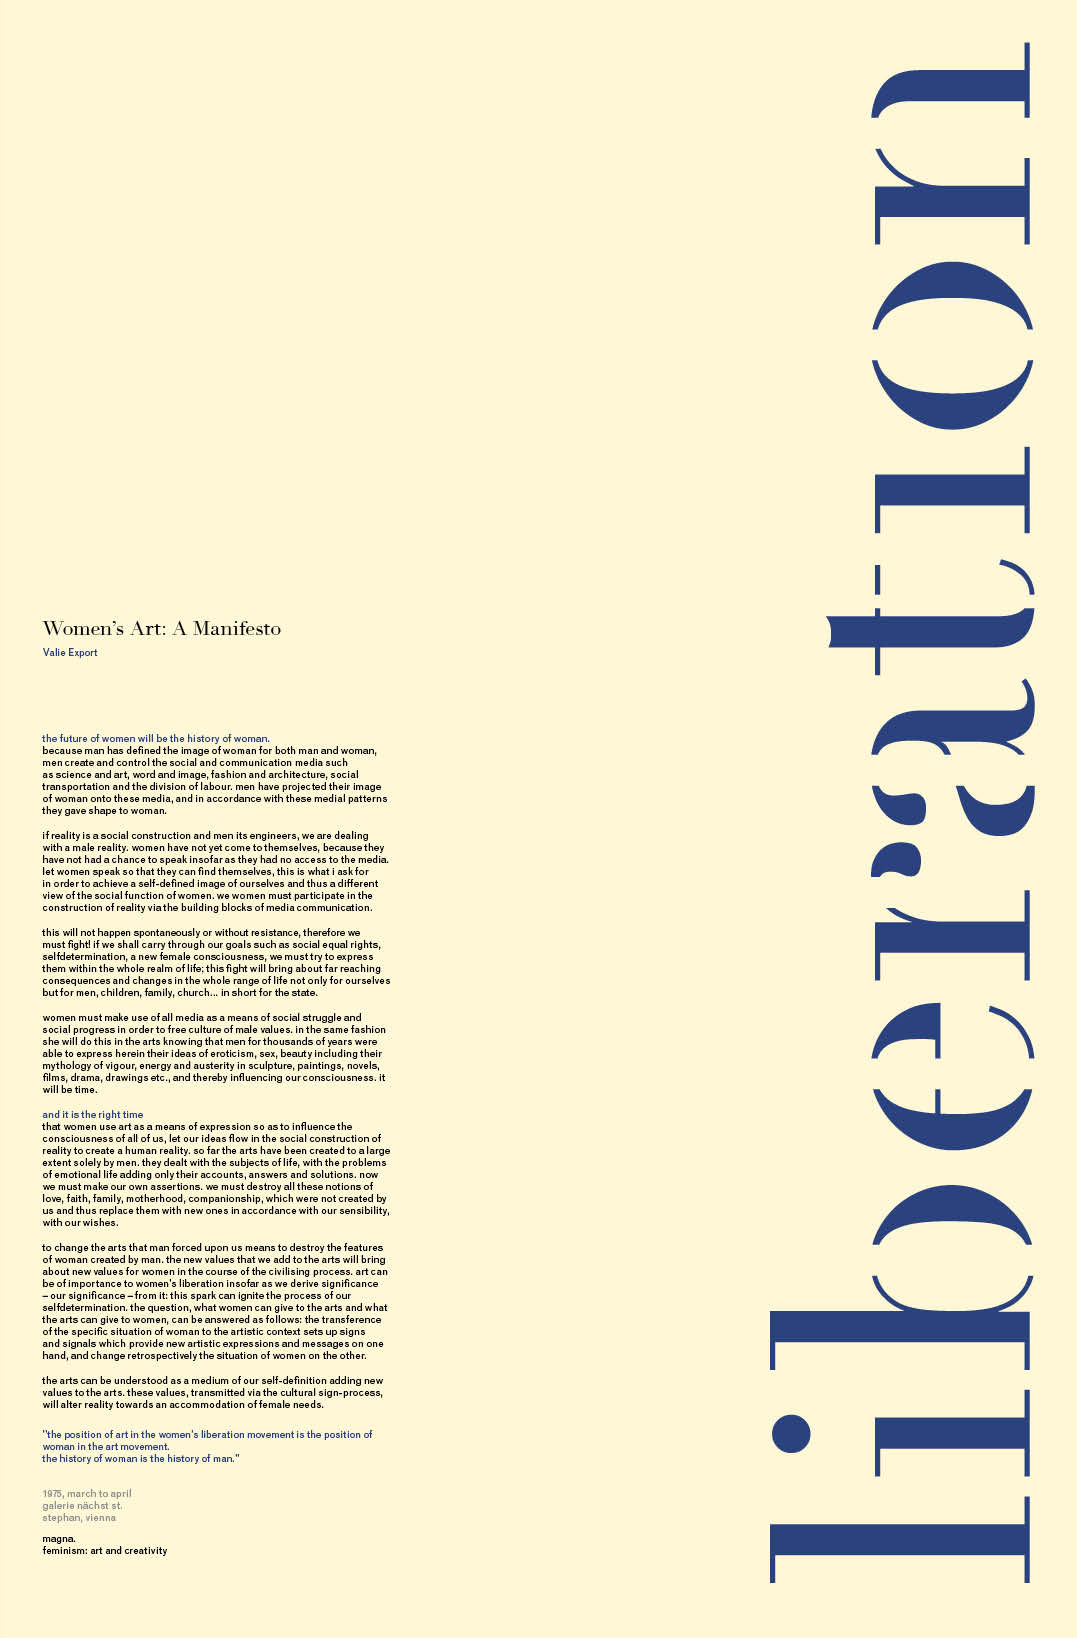 liberation
Women's Art: A Manifesto
Valie Export
the future of women will be the history of woman.
because man has defined the image of woman for both man and woman,
men create and control the social and communication media such
as science and art, word and image, fashion and architecture, social
transportation and the division of labour. men have projected their image
of woman onto these media, and in accordance with these medial patterns
they gave shape to woman.
if reality is a social construction and men its engineers, we are dealing
with a male reality. women have not yet come to themselves, because they
have not had a chance to speak insofar as they had no access to the media.
let women speak so that they can find themselves, this is what i ask for
in order to achieve a self-defined image of ourselves and thus a different
view of the social function of women. we women must participate in the
construction of reality via the building blocks of media communication.
this will not happen spontaneously or without resistance, therefore we
must fight! if we shall carry through our goals such as social equal rights,
selfdetermination, a new female consciousness, we must try to express
them within the whole realm of life; this fight will bring about far reaching
consequences and changes in the whole range of life not only for ourselves
but for men, children, family, church... in short for the state.
women must make use of all media as a means of social struggle and
social progress in order to free culture of male values. in the same fashion
she will do this in the arts knowing that men for thousands of years were
able to express herein their ideas of eroticism, sex, beauty including their
mythology of vigour, energy and austerity in sculpture, paintings, novels,
films, drama, drawings etc., and thereby influencing our consciousness. it
will be time.
and it is the right time
that women use art as a means of expression so as to influence the
consciousness of all of us, let our ideas flow in the social construction of
reality to create a human reality. so far the arts have been created to a large
extent solely by men. they dealt with the subjects of life, with the problems
of emotional life adding only their accounts, answers and solutions. now
we must make our own assertions. we must destroy all these notions of
love, faith, family, motherhood, companionship, which were not created by
us and thus replace them with new ones in accordance with our sensibility,
with our wishes.
to change the arts that man forced upon us means to destroy the features
of woman created by man. the new values that we add to the arts will bring
about new values for women in the course of the civilising process. art can
be of importance to women's liberation insofar as we derive significance
– our significance – from it: this spark can ignite the process of our
selfdetermination. the question, what women can give to the arts and what
the arts can give to women, can be answered as follows: the transference
of the specific situation of woman to the artistic context sets up signs
and signals which provide new artistic expressions and messages on one
hand, and change retrospectively the situation of women on the other.
the arts can be understood as a medium of our self-definition adding new
values to the arts. these values, transmitted via the cultural sign-process,
will alter reality towards an accommodation of female needs.
"the position of art in the women's liberation movement is the position of
woman in the art movement.
the history of woman is the history of man."
1975, march to april
galerie nächst st.
stephan, vienna
magna.
feminism: art and creativity